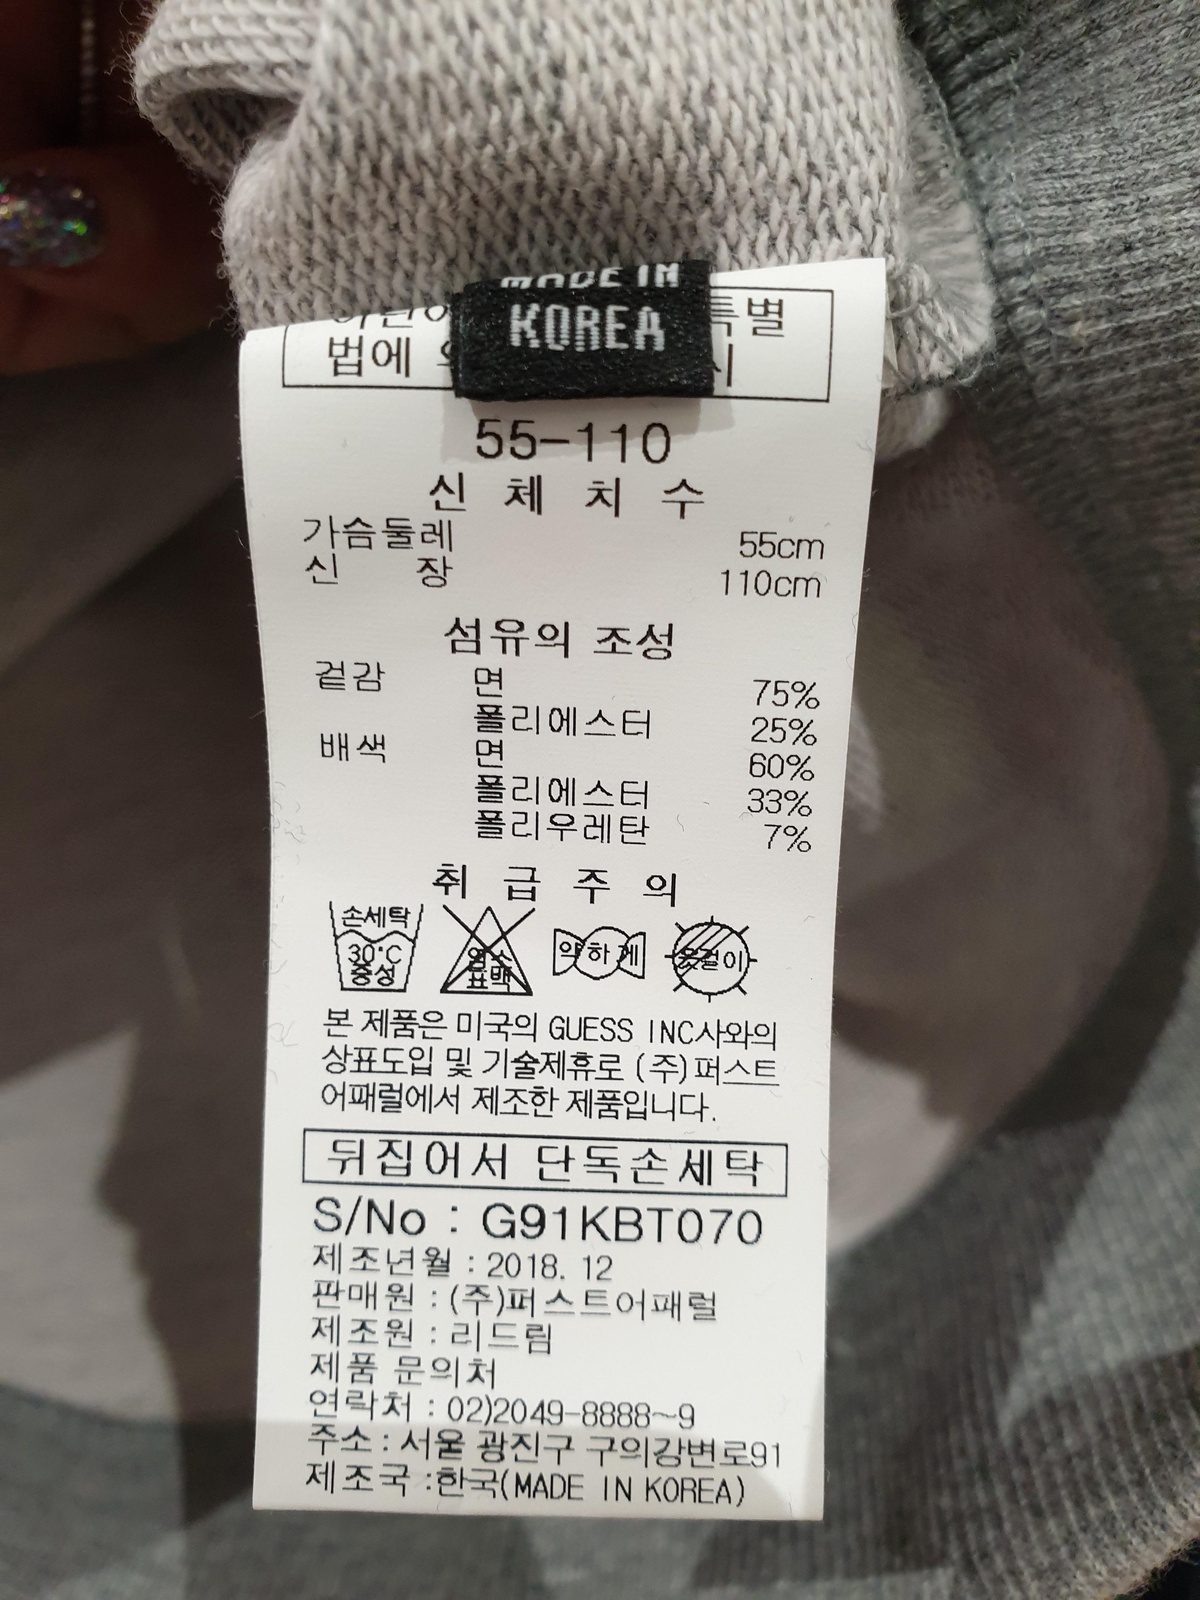 MADE IN
KOREA
특별
법에
시
55-110
신 체 치 수
가슴둘레 55cm
신 장 110cm
섬유의 조성
겉감 면 75%
폴리에스터 25%
배색 면 60%
폴리에스터 33%
폴리우레탄 7%
취 급 주 의
손세탁
30°C
중성
염소
표백
약하게
옷걸이
본 제품은 미국의 GUESS INC사와의
상표도입 및 기술제휴로 (주)퍼스트
어패럴에서 제조한 제품입니다.
뒤집어서 단독손세탁
S/No : G91KBT070
제조년월 : 2018. 12
판매원 : (주)퍼스트어패럴
제조원 : 리드림
제품 문의처
연락처 : 02)2049-8888~9
주소 : 서울 광진구 구의강변로91
제조국 :한국(MADE IN KOREA)